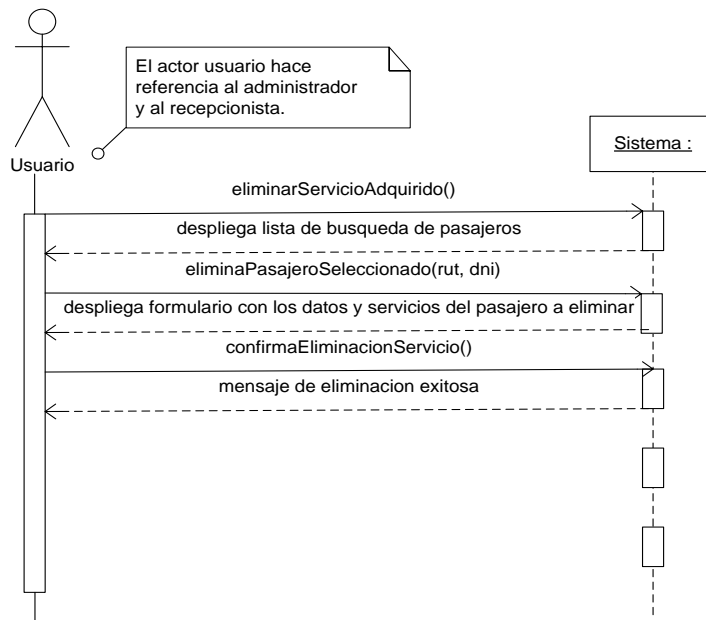 El actor usuario hace
referencia al administrador
y al recepcionista.
Usuario
Sistema :
eliminarServicioAdquirido()
despliega lista de busqueda de pasajeros
eliminaPasajeroSeleccionado(rut, dni)
despliega formulario con los datos y servicios del pasajero a eliminar
confirmaEliminacionServicio()
mensaje de eliminacion exitosa